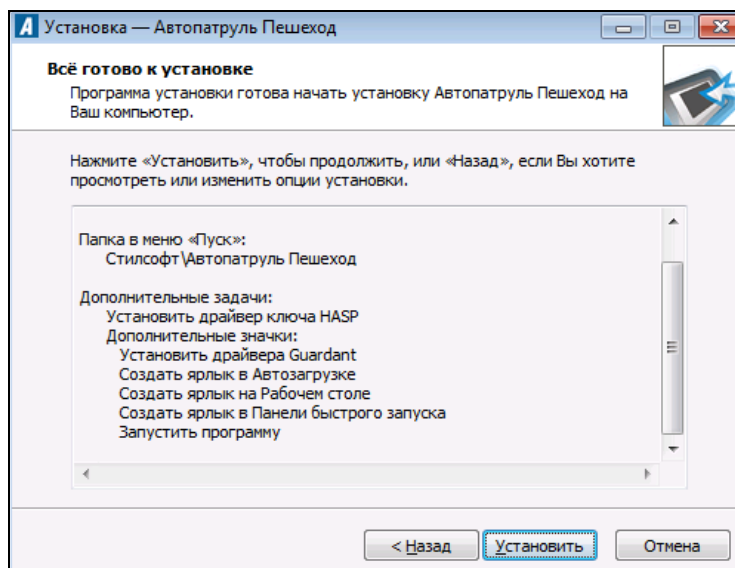 A Установка — Автопатруль Пешеход
Всё готово к установке
Программа установки готова начать установку Автопатруль Пешеход на
Ваш компьютер.
Нажмите «Установить», чтобы продолжить, или «Назад», если Вы хотите
просмотреть или изменить опции установки.
Папка в меню «Пуск»:
Стилсофт\Автопатруль Пешеход
Дополнительные задачи:
Установить драйвер ключа HASP
Дополнительные значки:
Установить драйвера Guardant
Создать ярлык в Автозагрузке
Создать ярлык на Рабочем столе
Создать ярлык в Панели быстрого запуска
Запустить программу
< Назад
Установить
Отмена